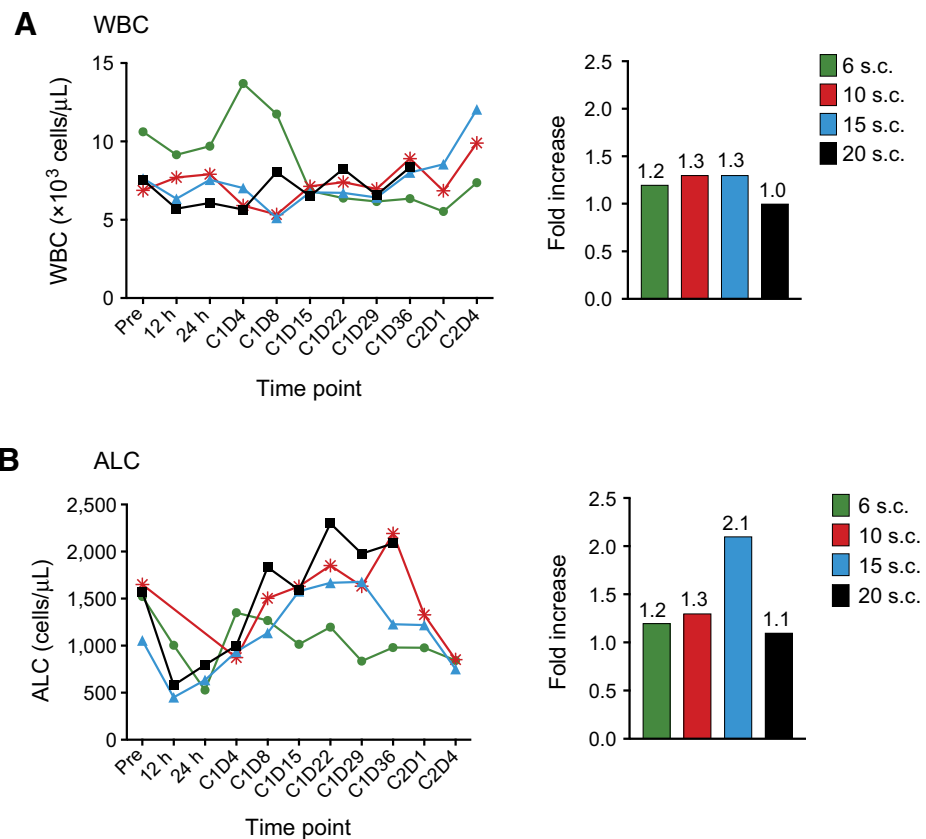 A WBC
WBC (×10³ cells/μL)
15
10
5
0
Pre
12 h
24 h
C1D4
C1D8
C1D15
C1D22
C1D29
C1D36
C2D1
C2D4
Time point
Fold increase
2.5
2.0
1.5
1.0
0.5
0.0
1.2
1.3
1.3
1.0
6 s.c.
10 s.c.
15 s.c.
20 s.c.
B ALC
ALC (cells/μL)
2,500
2,000
1,500
1,000
500
0
Pre
12 h
24 h
C1D4
C1D8
C1D15
C1D22
C1D29
C1D36
C2D1
C2D4
Time point
Fold increase
2.5
2.0
1.5
1.0
0.5
0.0
1.2
1.3
2.1
1.1
6 s.c.
10 s.c.
15 s.c.
20 s.c.